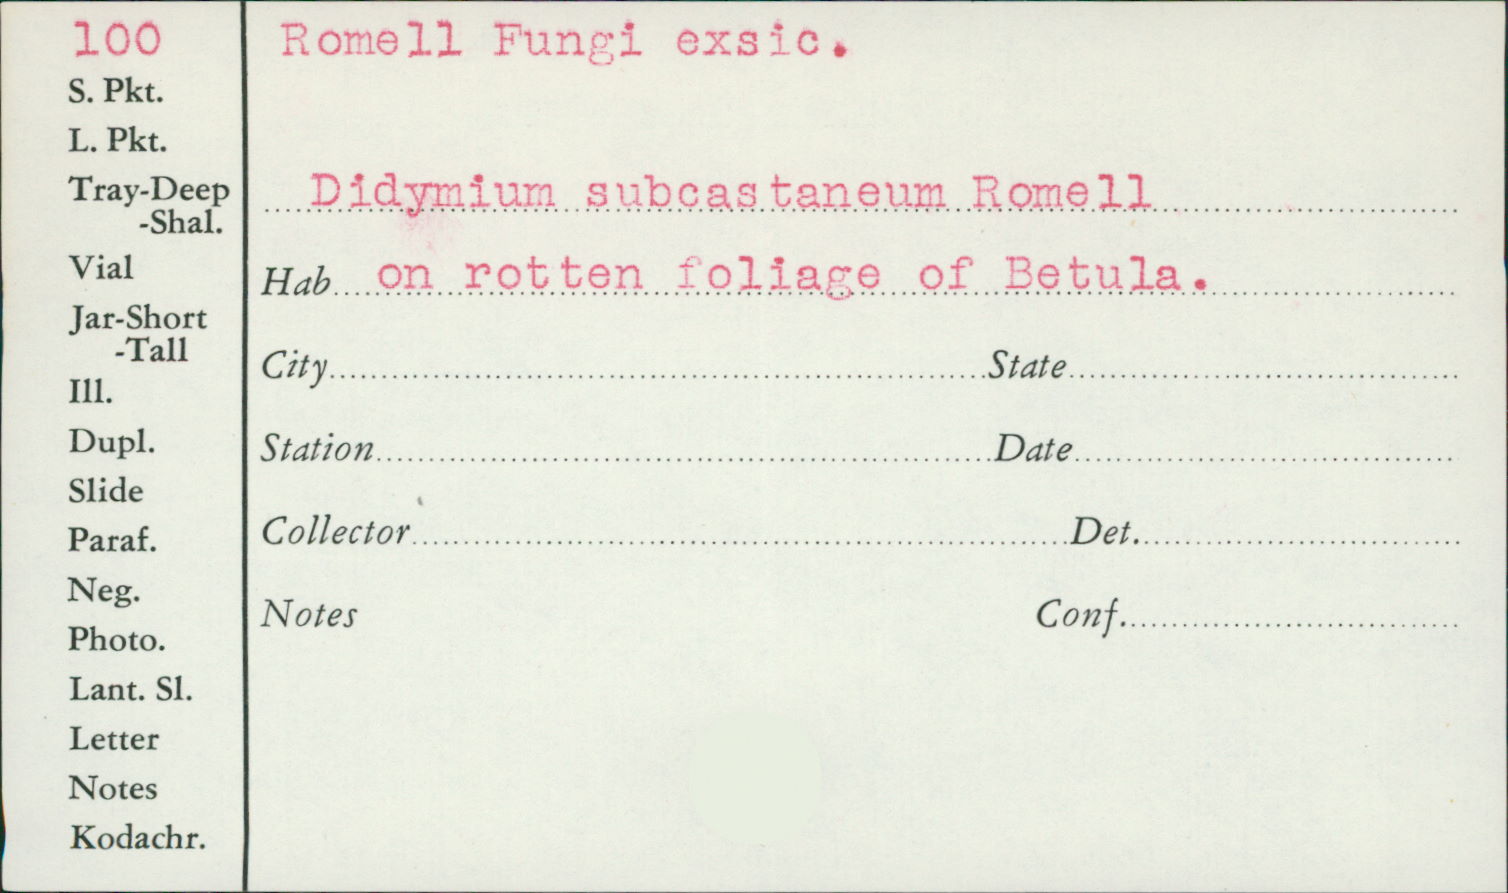 100 Romell Fungi exsic.
S. Pkt.
L. Pkt.
Tray-Deep
-Shal.
Didymium subcastaneum Romell
Vial
Hab on rotten foliage of Betula.
Jar-Short
-Tall
City State
Ill.
Dupl.
Station Date
Slide
Paraf.
Collector Det.
Neg.
Notes Conf.
Photo.
Lant. Sl.
Letter
Notes
Kodachr.